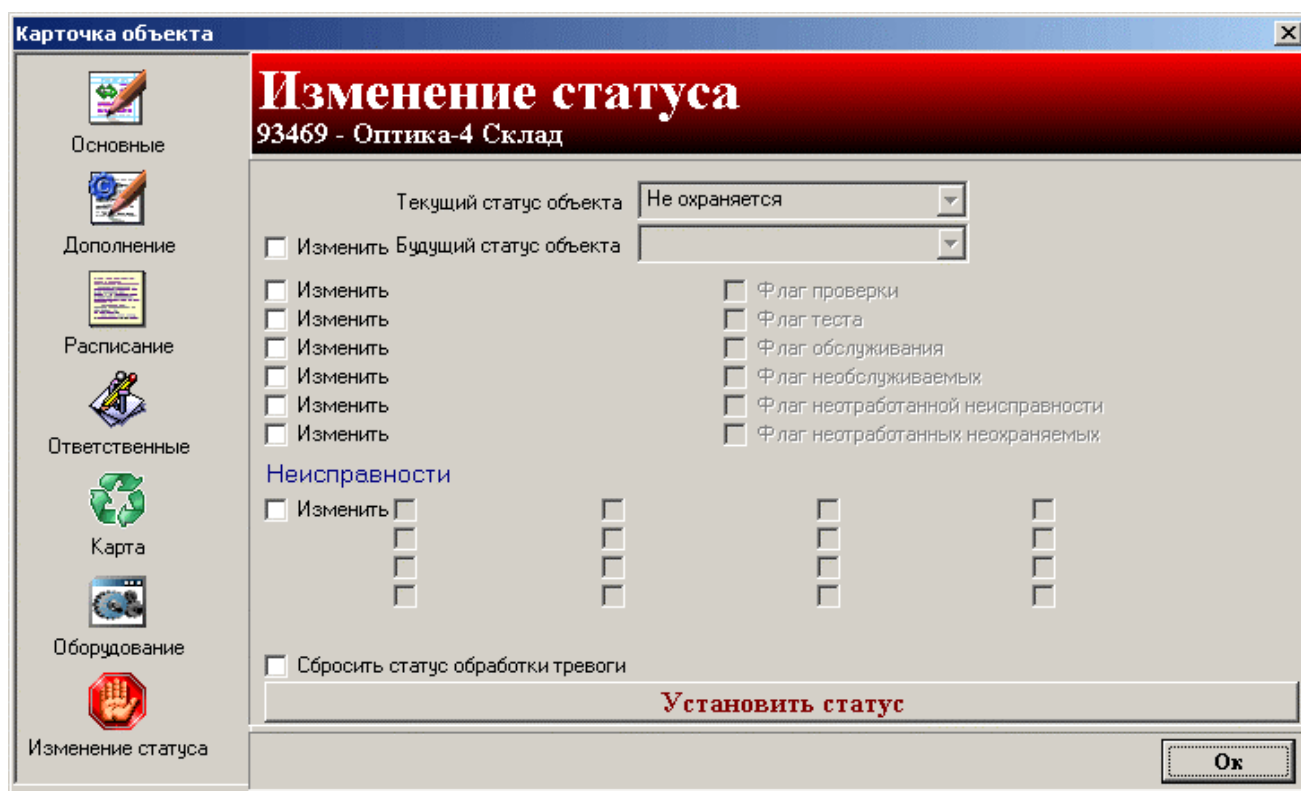 Карточка объекта
Изменение статуса
93469 - Оптика-4 Склад
Основные
Дополнение
Расписание
Ответственные
Карта
Оборудование
Изменение статуса
Текущий статус объекта Не охраняется
Изменить Будущий статус объекта
Изменить Флаг проверки
Изменить Флаг теста
Изменить Флаг обслуживания
Изменить Флаг необслуживаемых
Изменить Флаг неотработанной неисправности
Изменить Флаг неотработанных неохраняемых
Неисправности
Изменить
Сбросить статус обработки тревоги
Установить статус
Ок